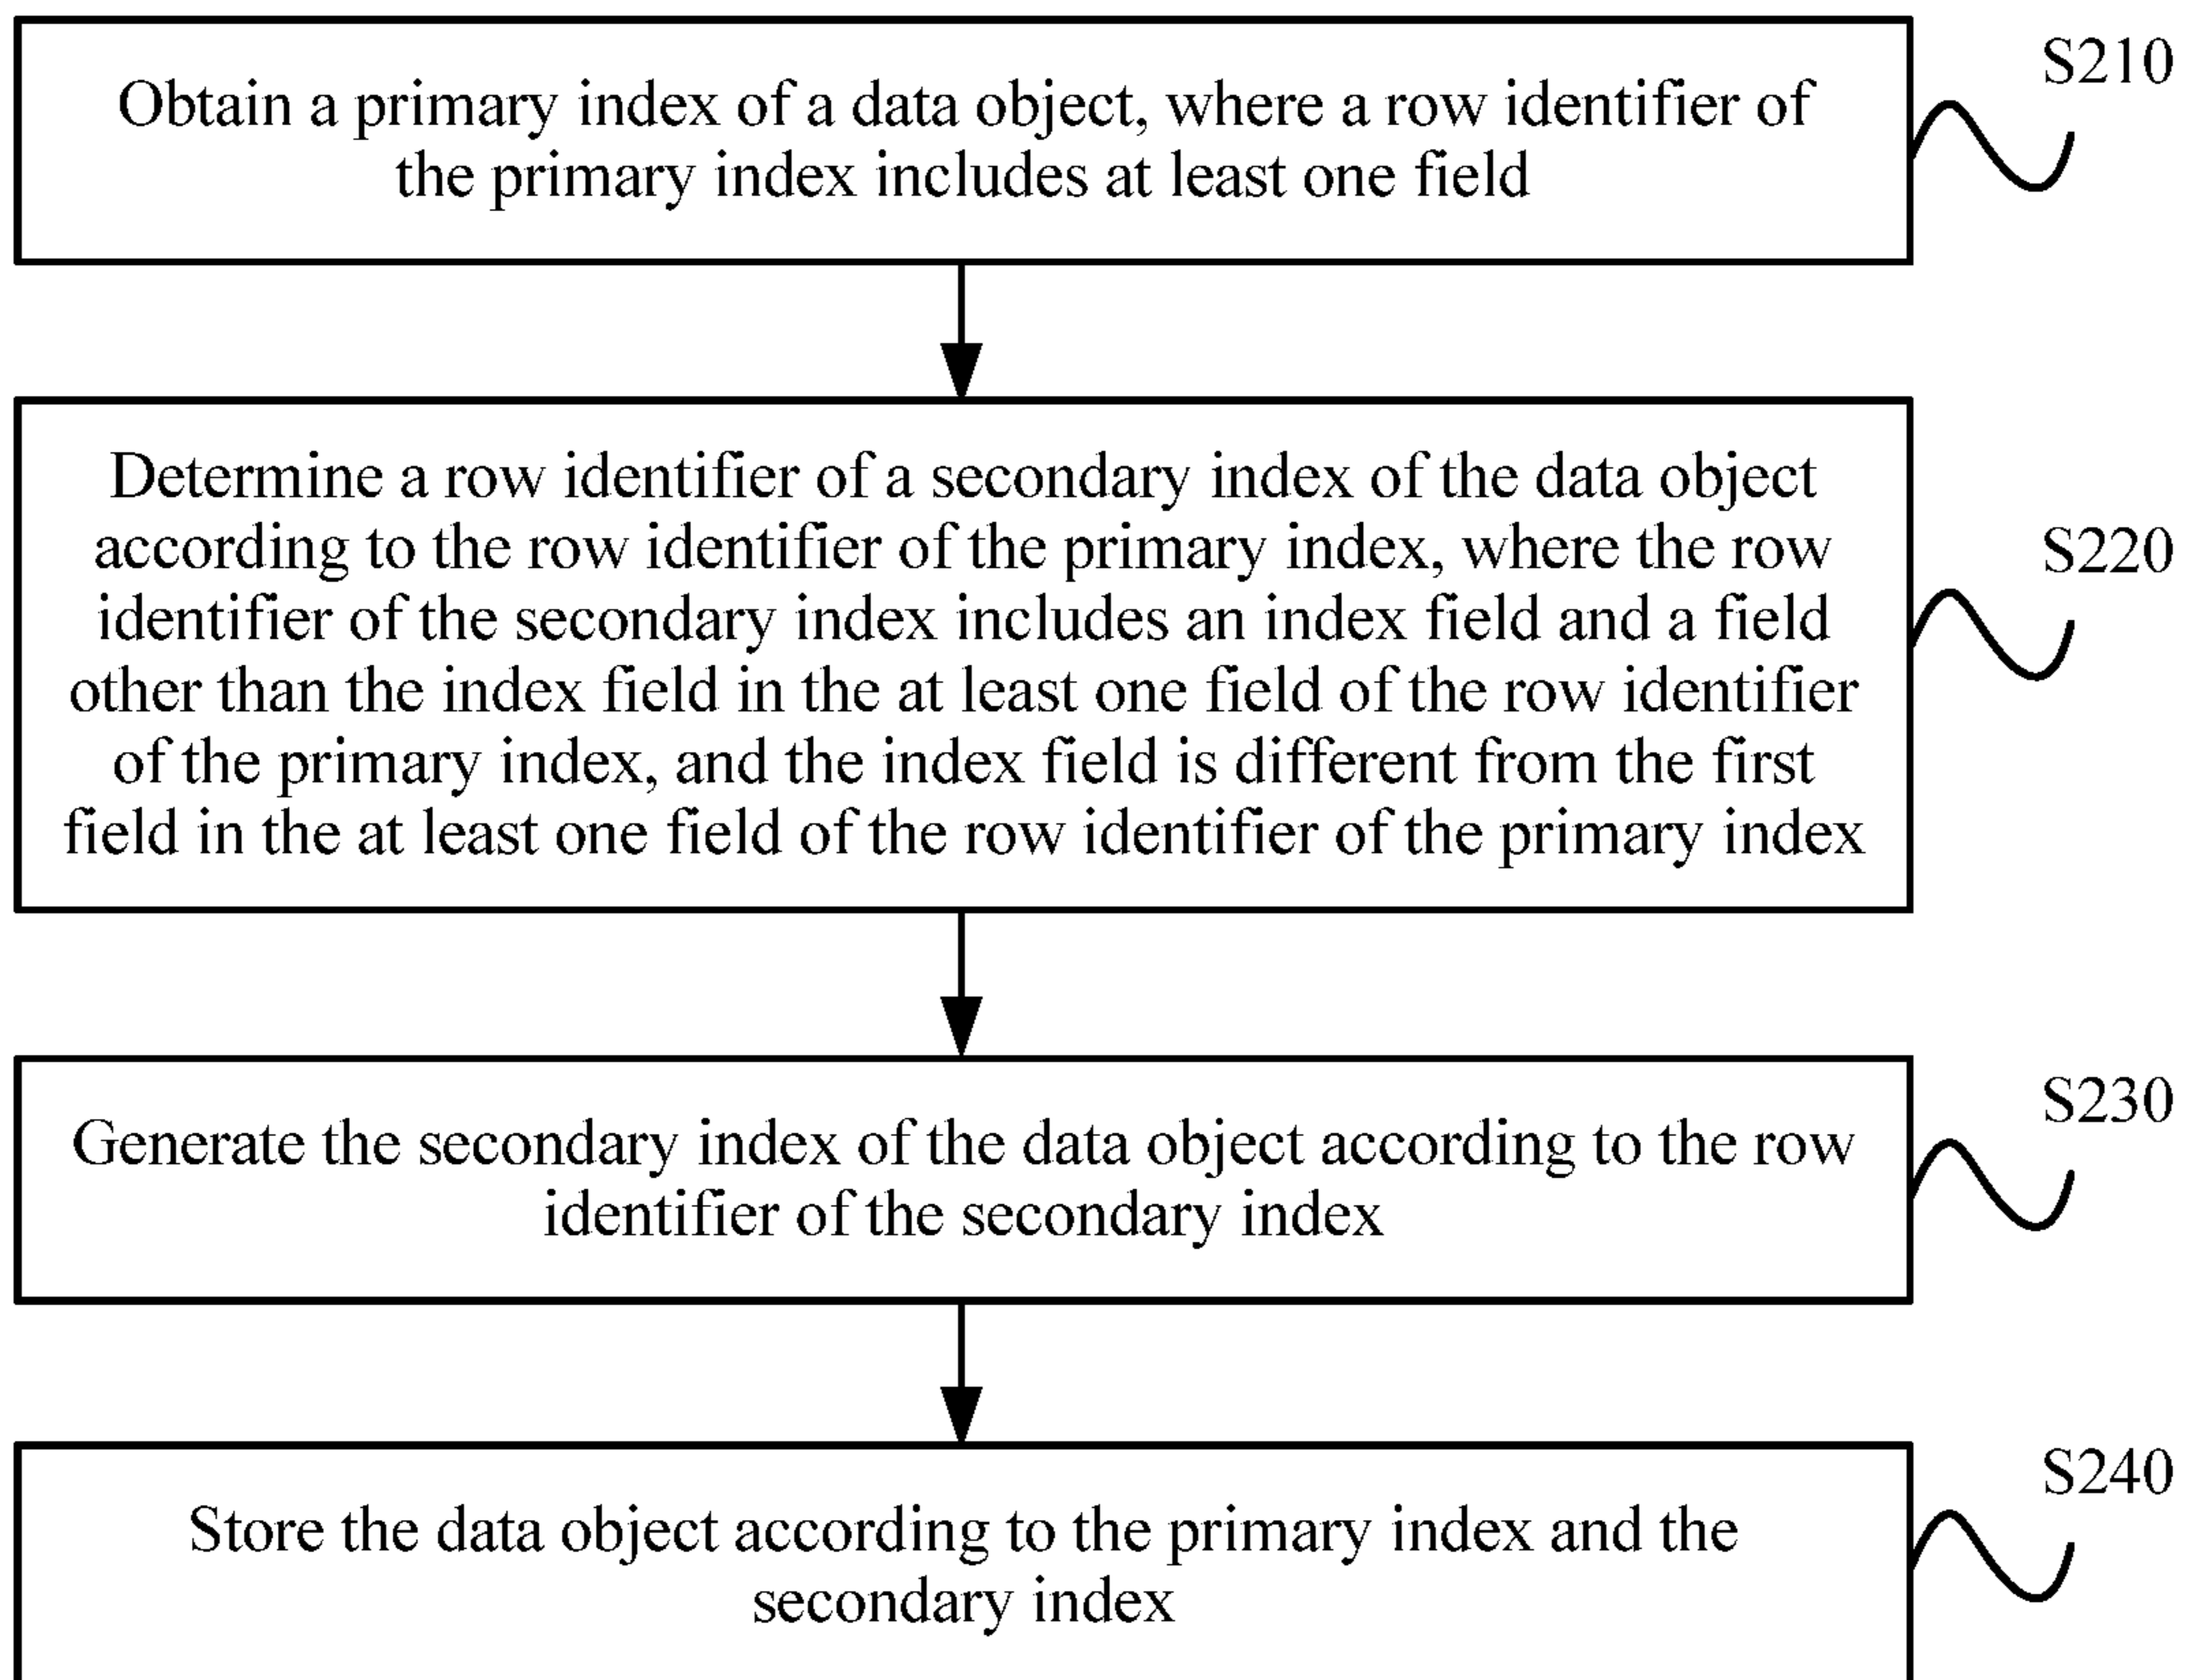 S210
Obtain a primary index of a data object, where a row identifier of
the primary index includes at least one field
Determine a row identifier of a secondary index of the data object
according to the row identifier of the primary index, where the row
S220
identifier of the secondary index includes an index field and a field
other than the index field in the at least one field of the row identifier
of the primary index, and the index field is different from the first
field in the at least one field of the row identifier of the primary index
S230
Generate the secondary index of the data object according to the row
identifier of the secondary index
S240
Store the data object according to the primary index and the
secondary index